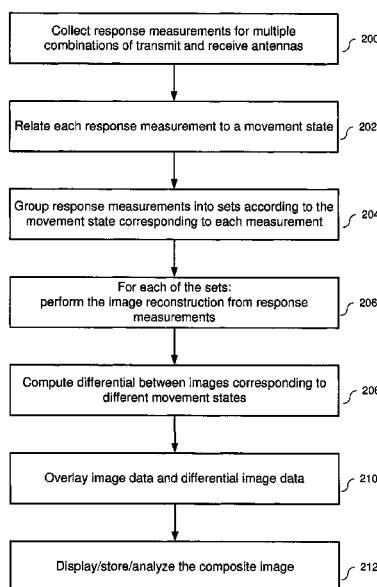 Collect response measurements for multiple
combinations of transmit and receive antennas
200
Relate each response measurement to a movement state
202
Group response measurements into sets according to the
movement state corresponding to each measurement
204
For each of the sets:
perform the image reconstruction from response
measurements
206
Compute differential between images corresponding to
different movement states
206
Overlay image data and differential image data
210
Display/store/analyze the composite image
212